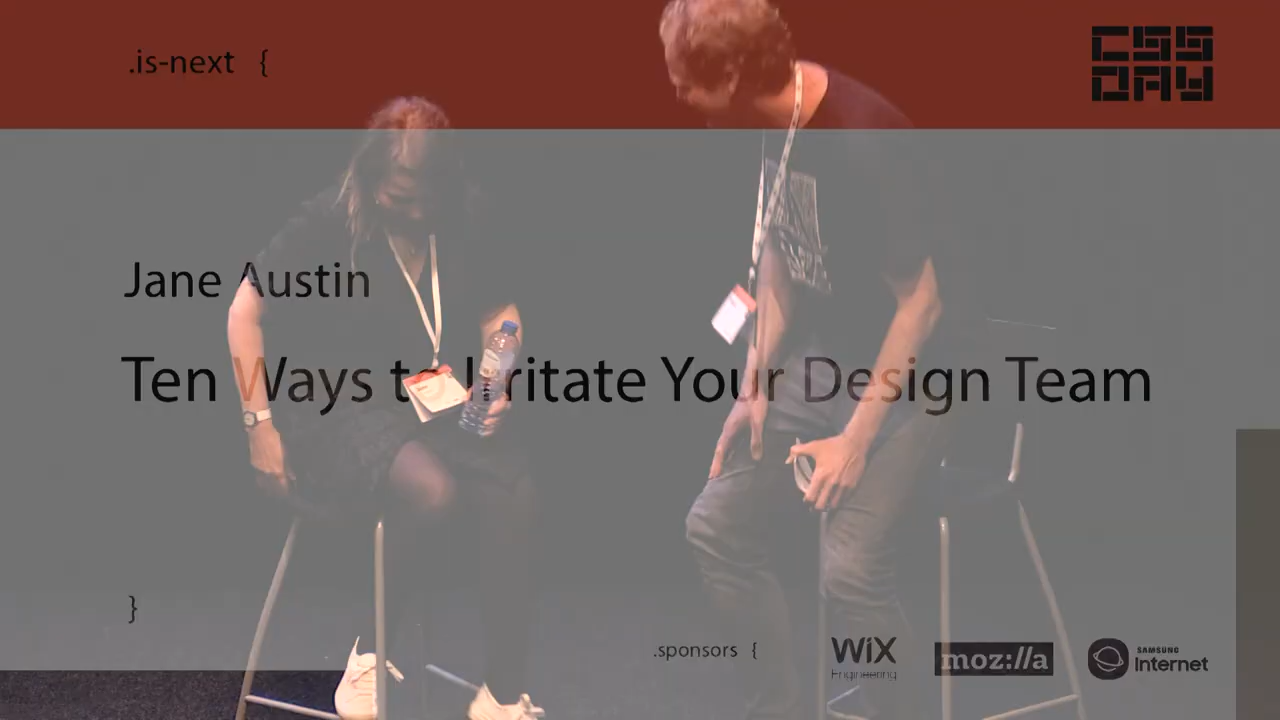 .is-next {
CSS
DAY
Jane Austin
Ten Ways to Irritate Your Design Team
}
.sponsors {
WiX
Engineering
moz://a
SAMSUNG
Internet